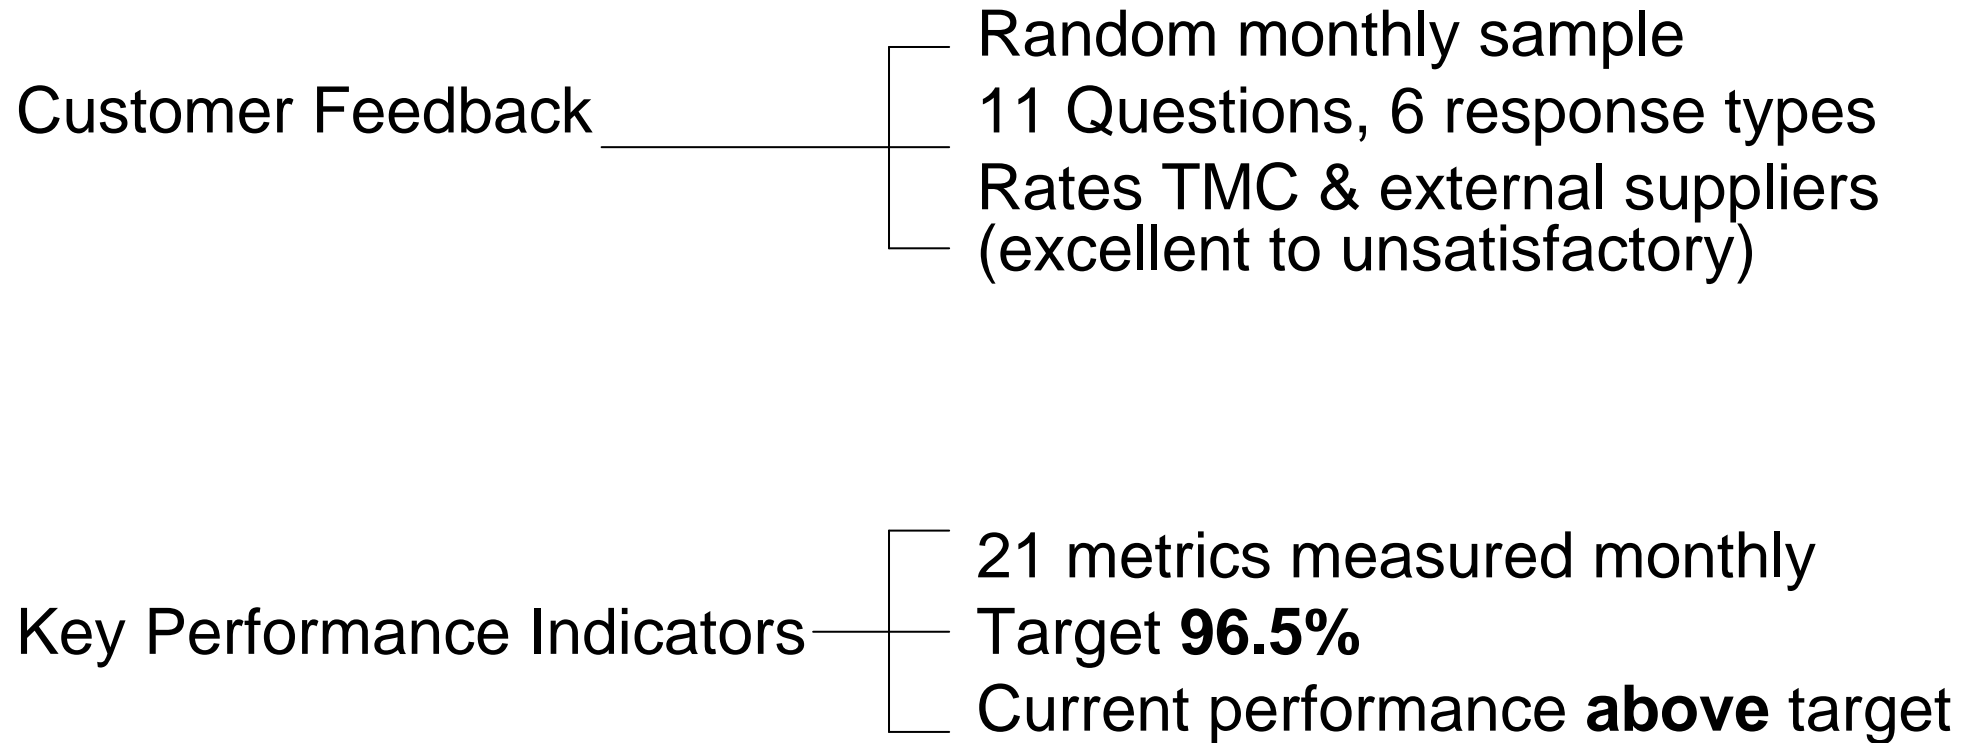 Customer Feedback
Random monthly sample
11 Questions, 6 response types
Rates TMC & external suppliers
(excellent to unsatisfactory)
Key Performance Indicators
21 metrics measured monthly
Target 96.5%
Current performance above target